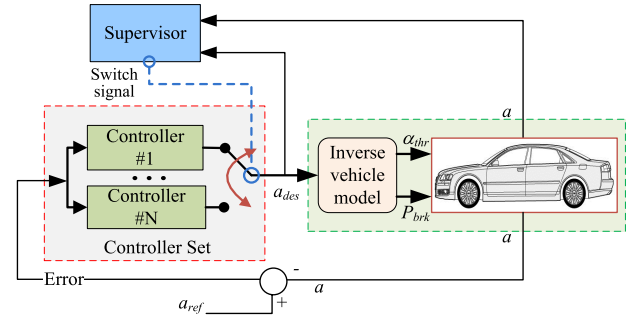 Supervisor
Switch
signal
a
Controller
#1
Inverse
vehicle
model
α_thr
• • •
a_des
Controller
#N
P_brk
Controller Set
a
Error
-
a
a_ref
+